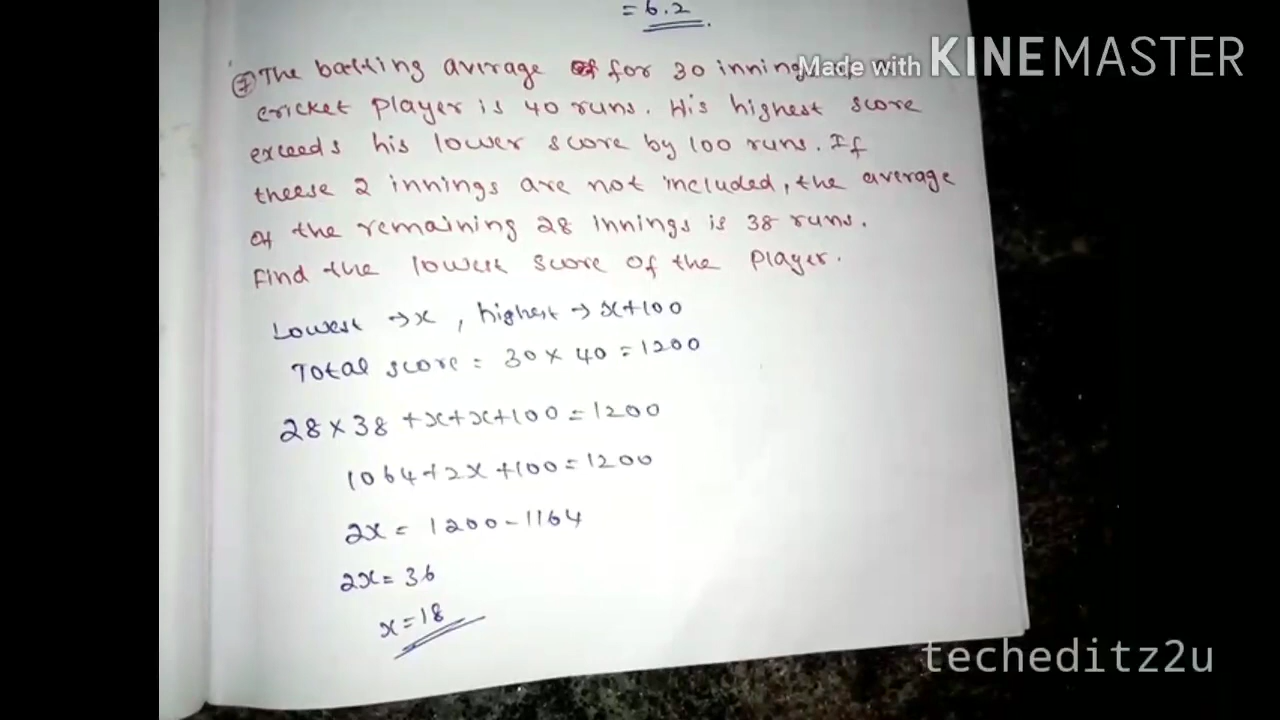 = 6.2
⑦ The batting average of for 30 innings
cricket player is 40 runs. His highest score
exceeds his lower score by 100 runs. If
theese 2 innings are not included, the average
of the remaining 28 innings is 38 runs.
Find the lowest score of the player.
Lowest → x , highest → x+100
Total score = 30 × 40 = 1200
28 × 38 + x + x + 100 = 1200
1064 + 2x + 100 = 1200
2x = 1200 - 1164
2x = 36
x = 18
Made with KINEMASTER
techeditz2u